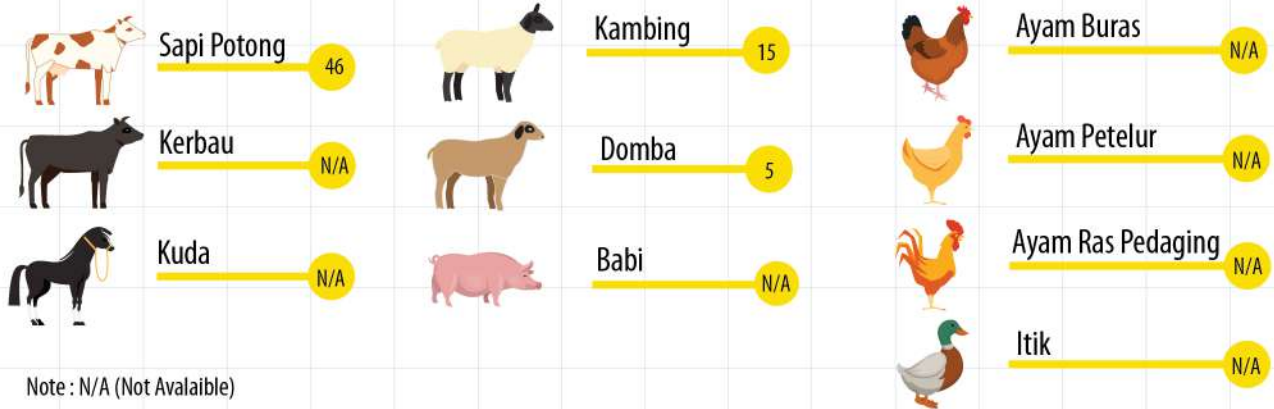 Sapi Potong
46
Kerbau
N/A
Kuda
N/A
Kambing
15
Domba
5
Babi
N/A
Ayam Buras
N/A
Ayam Petelur
N/A
Ayam Ras Pedaging
N/A
Itik
N/A
Note : N/A (Not Avalaible)